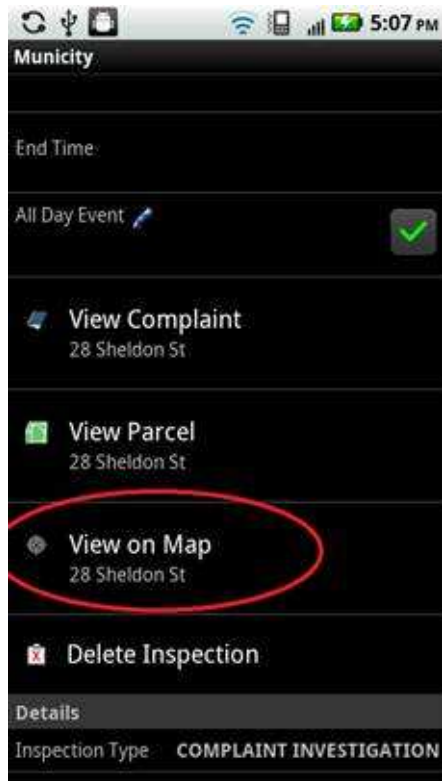 5:07 PM
Municity
End Time
All Day Event
View Complaint
28 Sheldon St
View Parcel
28 Sheldon St
View on Map
28 Sheldon St
Delete Inspection
Details
Inspection Type COMPLAINT INVESTIGATION